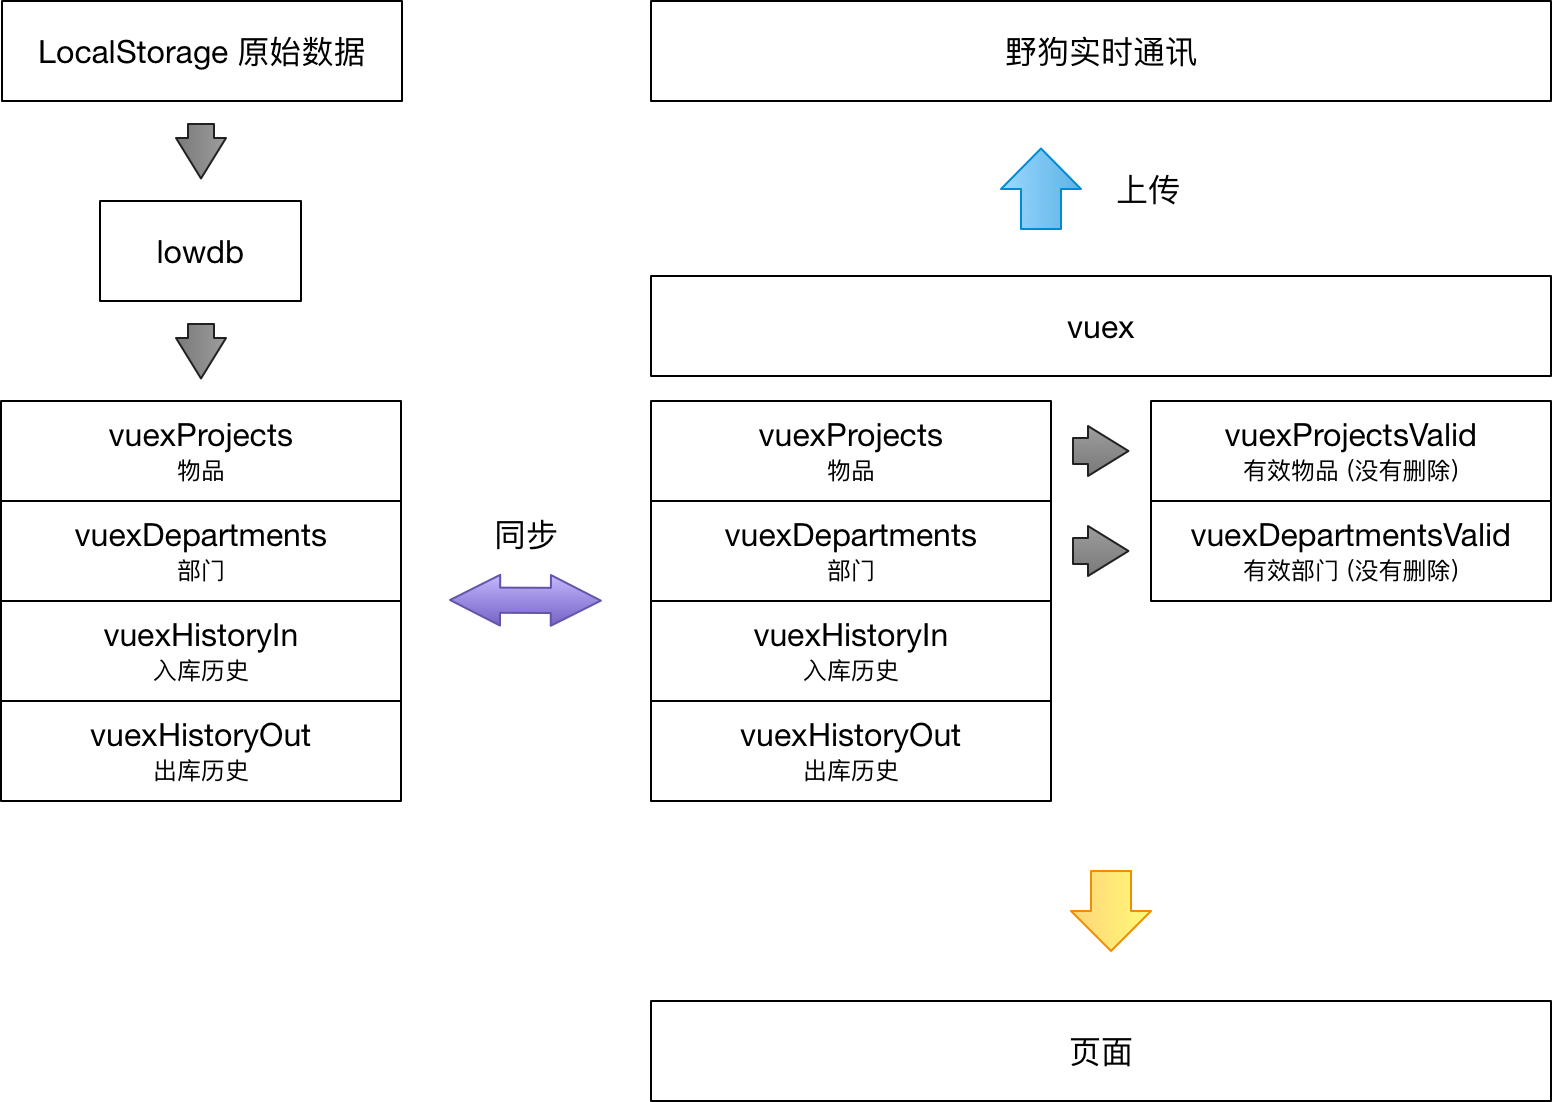 LocalStorage 原始数据
lowdb
vuexProjects
物品
vuexDepartments
部门
vuexHistoryIn
入库历史
vuexHistoryOut
出库历史
同步
野狗实时通讯
上传
vuex
vuexProjects
物品
vuexDepartments
部门
vuexHistoryIn
入库历史
vuexHistoryOut
出库历史
vuexProjectsValid
有效物品 (没有删除)
vuexDepartmentsValid
有效部门 (没有删除)
页面